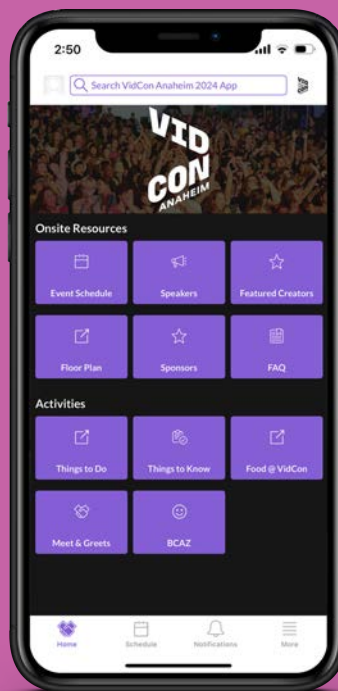 2:50
Search VidCon Anaheim 2024 App
VID
CON
ANAHEIM
Onsite Resources
Event Schedule
Speakers
Featured Creators
Floor Plan
Sponsors
FAQ
Activities
Things to Do
Things to Know
Food @ VidCon
Meet & Greets
BCAZ
Home
Schedule
Notifications
More